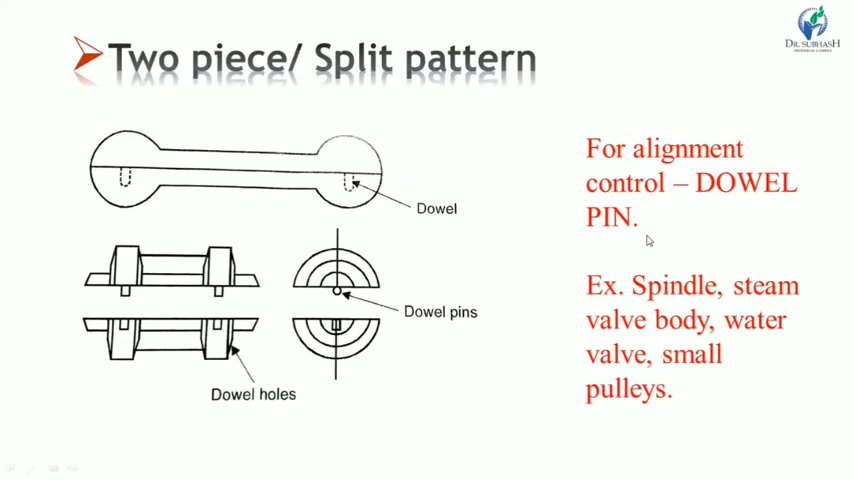 Two piece/ Split pattern
DR. SUBHASH
Dowel
Dowel pins
Dowel holes
For alignment
control – DOWEL
PIN.
Ex. Spindle, steam
valve body, water
valve, small
pulleys.